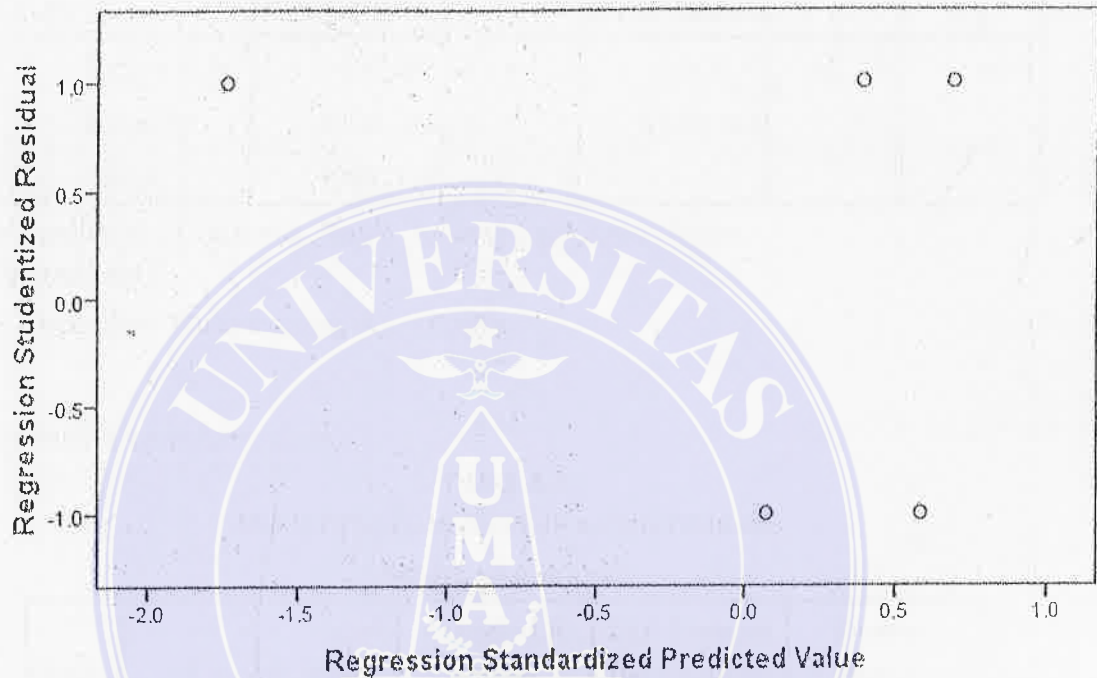 Regression Studentized Residual
1,0
0.5
0.0
-0.5
-1.0
-2.0 -1.5 -1.0 -0.5 0.0 0.5 1.0
Regression Standardized Predicted Value
UNIVERSITAS
U
M
A